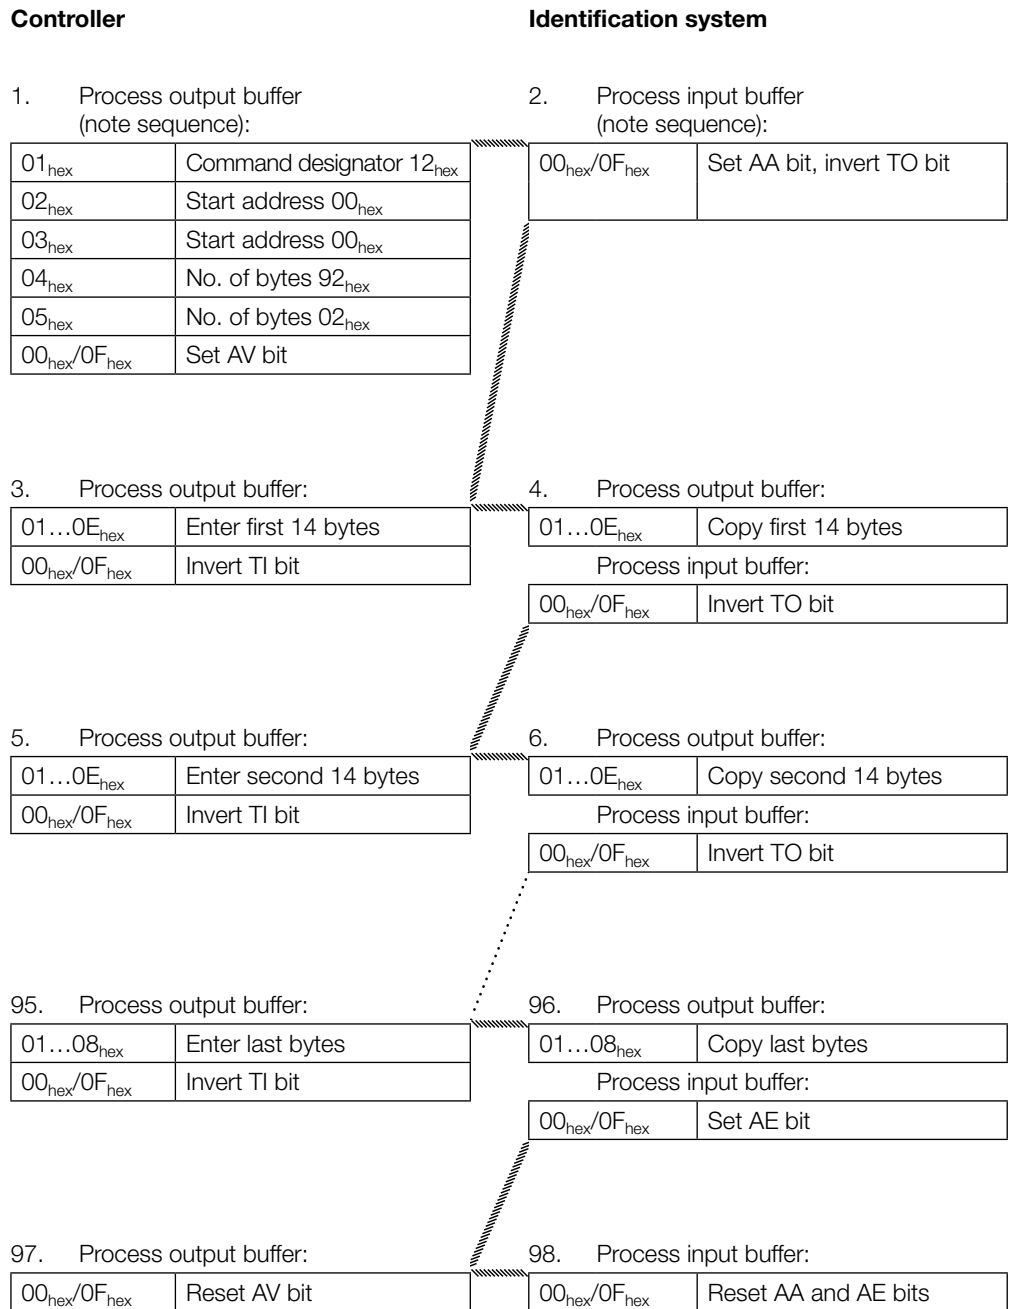 Controller
Identification system
1. Process output buffer
(note sequence):
2. Process input buffer
(note sequence):
01hex Command designator 12hex
02hex Start address 00hex
03hex Start address 00hex
04hex No. of bytes 92hex
05hex No. of bytes 02hex
00hex/0Fhex Set AV bit
00hex/0Fhex Set AA bit, invert TO bit
3. Process output buffer:
01…0Ehex Enter first 14 bytes
00hex/0Fhex Invert TI bit
4. Process output buffer:
01…0Ehex Copy first 14 bytes
Process input buffer:
00hex/0Fhex Invert TO bit
5. Process output buffer:
01…0Ehex Enter second 14 bytes
00hex/0Fhex Invert TI bit
6. Process output buffer:
01…0Ehex Copy second 14 bytes
Process input buffer:
00hex/0Fhex Invert TO bit
95. Process output buffer:
01…08hex Enter last bytes
00hex/0Fhex Invert TI bit
96. Process output buffer:
01…08hex Copy last bytes
Process input buffer:
00hex/0Fhex Set AE bit
97. Process output buffer:
00hex/0Fhex Reset AV bit
98. Process input buffer:
00hex/0Fhex Reset AA and AE bits